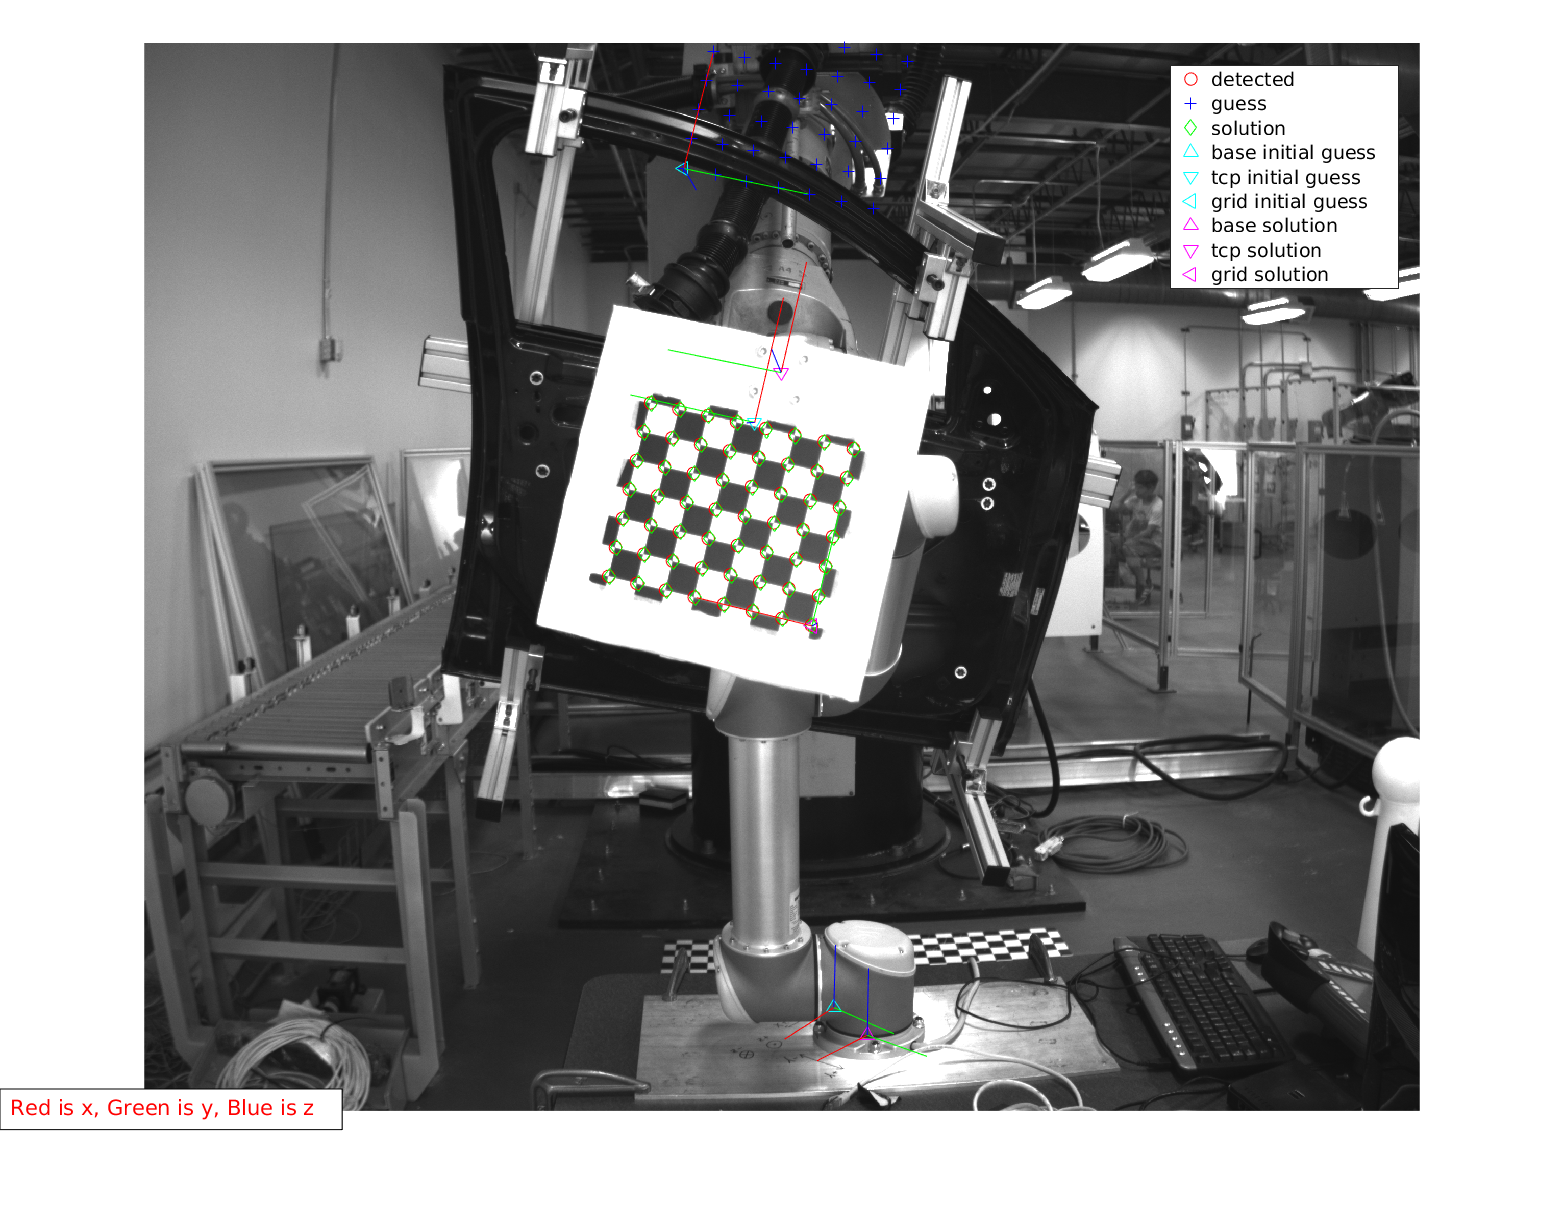 detected
guess
solution
base initial guess
tcp initial guess
grid initial guess
base solution
tcp solution
grid solution
Red is x, Green is y, Blue is z